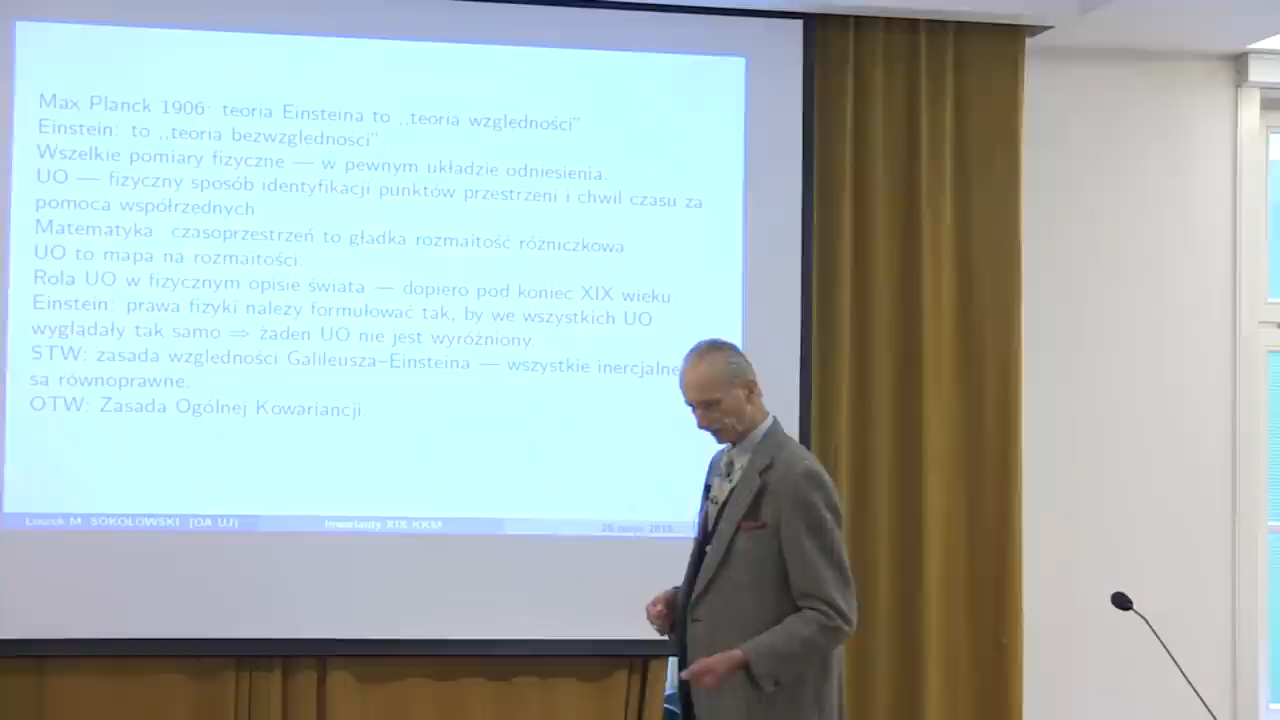 Max Planck 1906: teoria Einsteina to ,,teoria względności"
Einstein: to ,,teoria bezwzględności"
Wszelkie pomiary fizyczne — w pewnym układzie odniesienia.
UO — fizyczny sposób identyfikacji punktów przestrzeni i chwil czasu za
pomocą współrzędnych
Matematyka: czasoprzestrzeń to gładka rozmaitość różniczkowa
UO to mapa na rozmaitości.
Rola UO w fizycznym opisie świata — dopiero pod koniec XIX wieku
Einstein: prawa fizyki należy formułować tak, by we wszystkich UO
wyglądały tak samo ⇒ żaden UO nie jest wyróżniony.
STW: zasada względności Galileusza–Einsteina — wszystkie inercjalne
są równoprawne.
OTW: Zasada Ogólnej Kowariancji.
Leszek M. SOKOŁOWSKI (OA UJ) Inwarianty XIX KKM